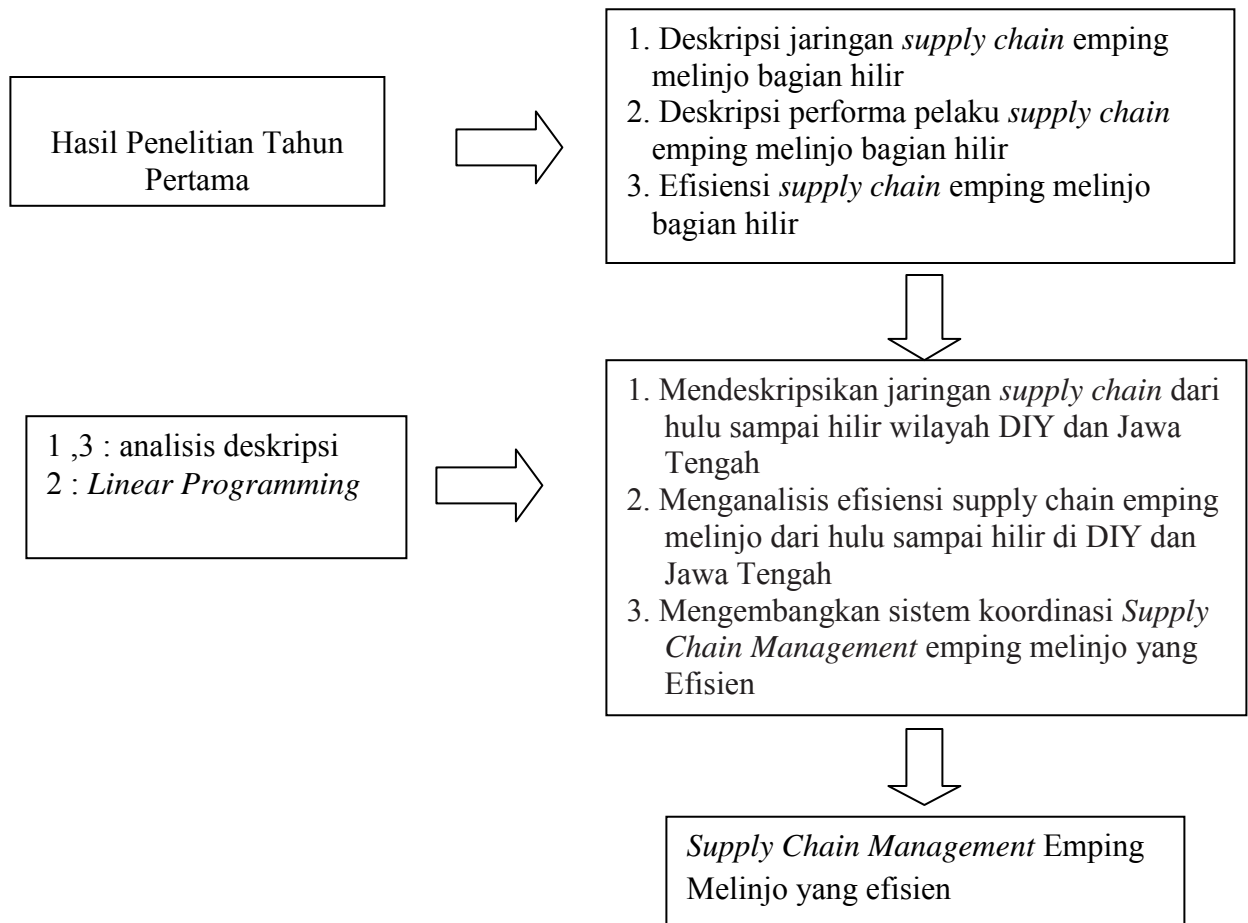 Hasil Penelitian Tahun
Pertama
1. Deskripsi jaringan supply chain emping
melinjo bagian hilir
2. Deskripsi performa pelaku supply chain
emping melinjo bagian hilir
3. Efisiensi supply chain emping melinjo
bagian hilir
1 ,3 : analisis deskripsi
2 : Linear Programming
1. Mendeskripsikan jaringan supply chain dari
hulu sampai hilir wilayah DIY dan Jawa
Tengah
2. Menganalisis efisiensi supply chain emping
melinjo dari hulu sampai hilir di DIY dan
Jawa Tengah
3. Mengembangkan sistem koordinasi Supply
Chain Management emping melinjo yang
Efisien
Supply Chain Management Emping
Melinjo yang efisien